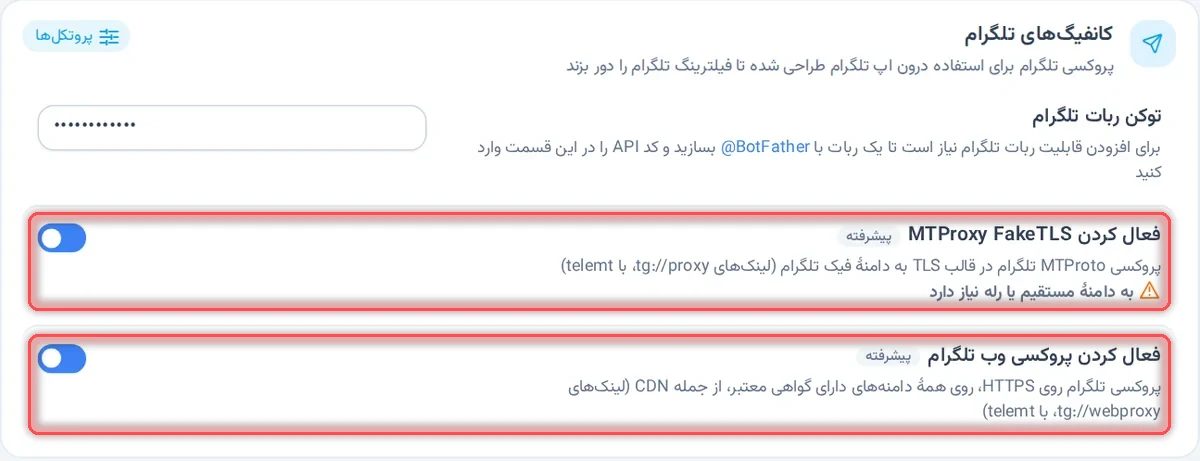 کانفیگ‌های تلگرام
پروتکل‌ها
پروکسی تلگرام برای استفاده درون اپ تلگرام طراحی شده تا فیلترینگ تلگرام را دور بزند
توکن ربات تلگرام
••••••••••••
برای افزودن قابلیت ربات تلگرام نیاز است تا یک ربات با @BotFather بسازید و کد API را در این قسمت وارد
کنید
فعال کردن MTProxy FakeTLS پیشرفته
پروکسی MTProto تلگرام در قالب TLS به دامنهٔ فیک تلگرام (لینک‌های tg://proxy، با telemt)
به دامنهٔ مستقیم یا رله نیاز دارد
فعال کردن پروکسی وب تلگرام پیشرفته
پروکسی تلگرام روی HTTPS، روی همهٔ دامنه‌های دارای گواهی معتبر، از جمله CDN (لینک‌های
tg://webproxy، با telemt)